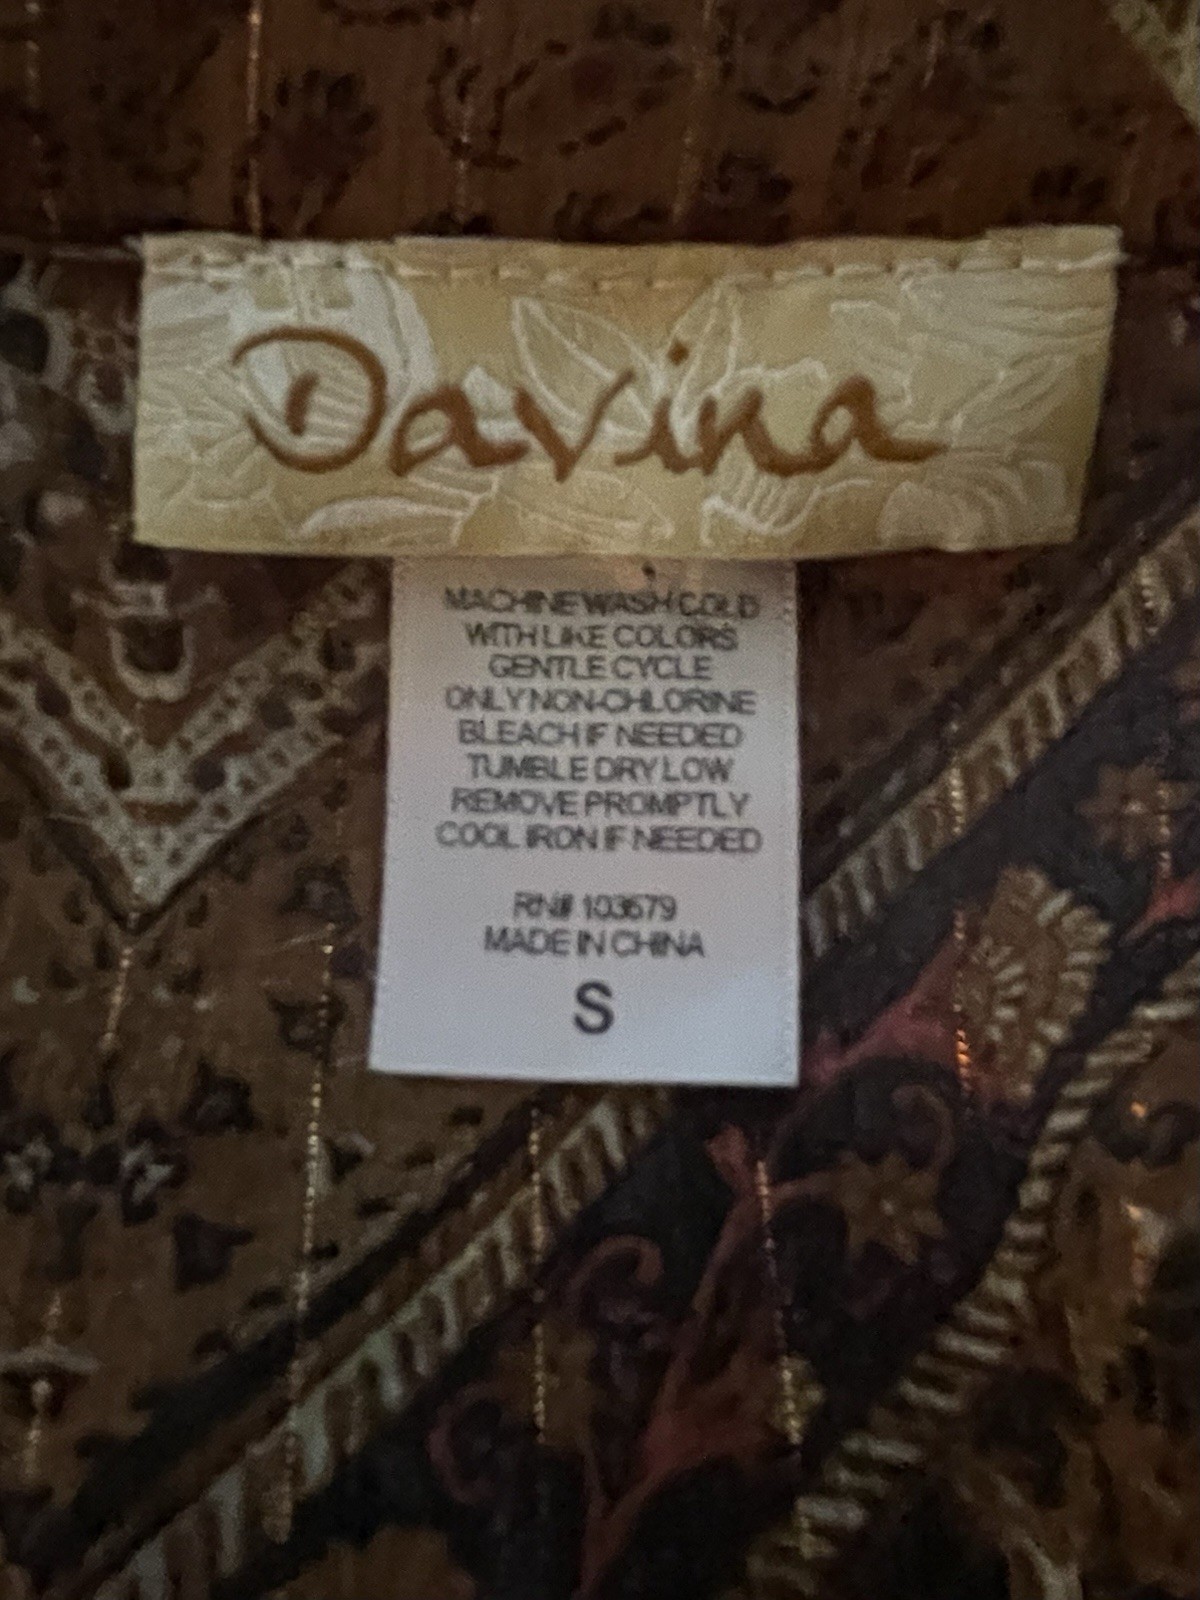 Davina
MACHINE WASH COLD
WITH LIKE COLORS
GENTLE CYCLE
ONLY NON-CHLORINE
BLEACH IF NEEDED
TUMBLE DRY LOW
REMOVE PROMPTLY
COOL IRON IF NEEDED
RN# 103679
MADE IN CHINA
S